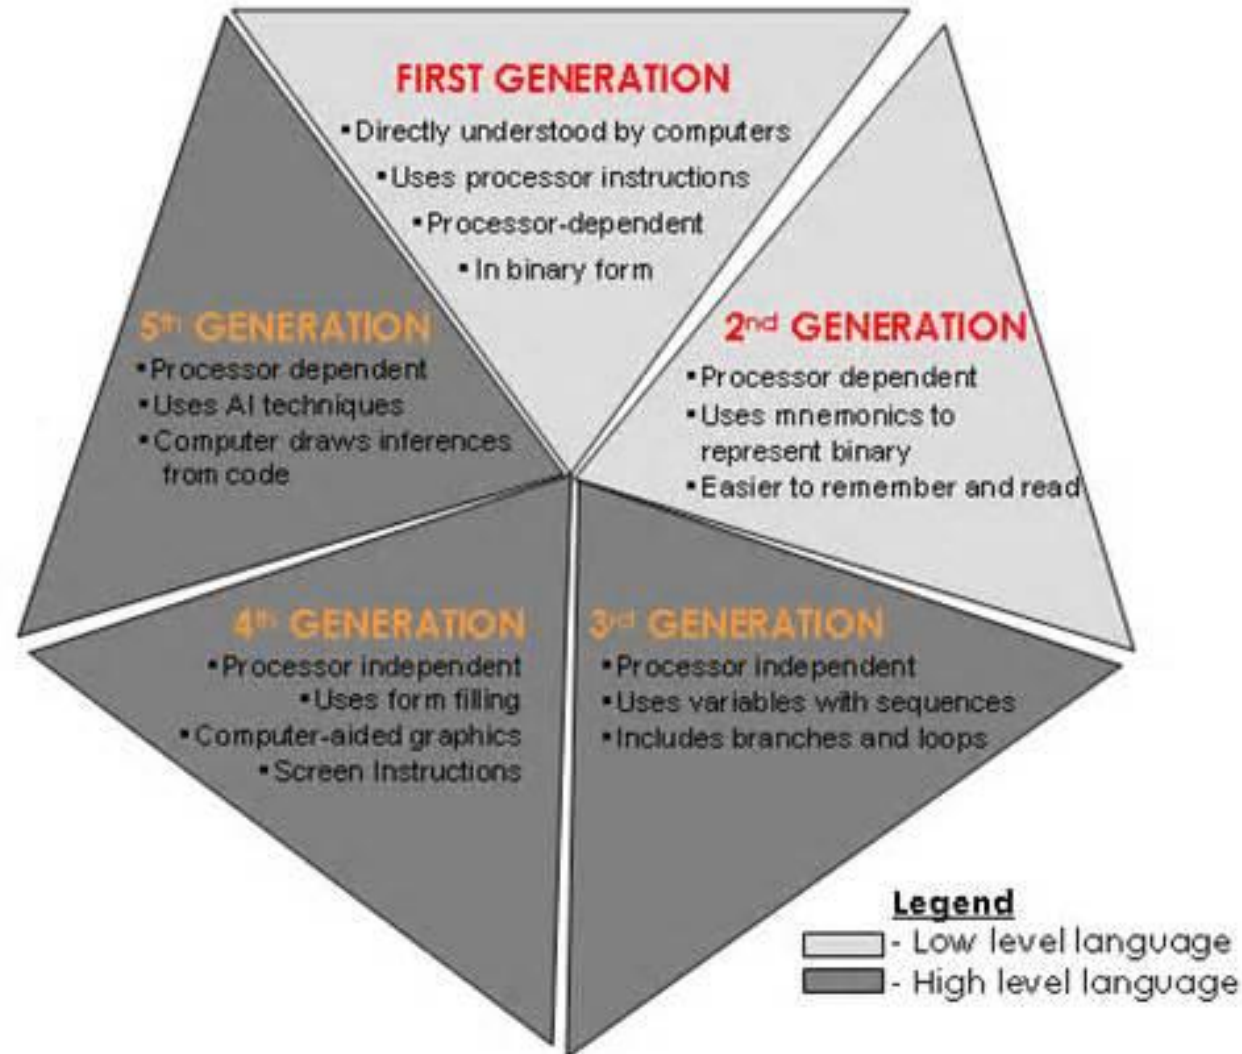 FIRST GENERATION
▪Directly understood by computers
▪Uses processor instructions
▪Processor-dependent
▪In binary form
2nd GENERATION
▪Processor dependent
▪Uses mnemonics to
represent binary
▪Easier to remember and read
3rd GENERATION
▪Processor independent
▪Uses variables with sequences
▪Includes branches and loops
4th GENERATION
▪Processor independent
▪Uses form filling
▪Computer-aided graphics
▪Screen Instructions
5th GENERATION
▪Processor dependent
▪Uses AI techniques
▪Computer draws inferences
from code
Legend
- Low level language
- High level language